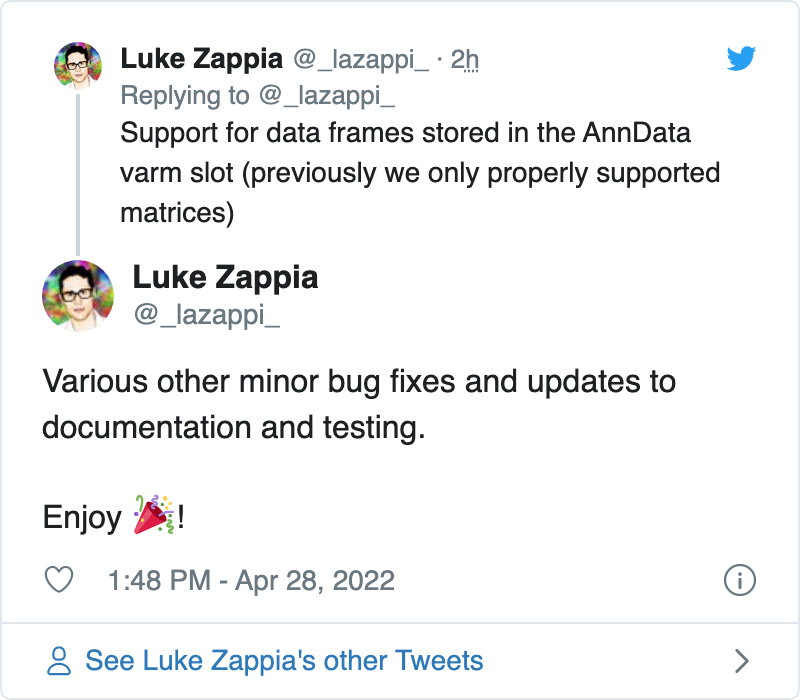 Luke Zappia @_lazappi_ · 2h
Replying to @_lazappi_
Support for data frames stored in the AnnData
varm slot (previously we only properly supported
matrices)
Luke Zappia
@_lazappi_
Various other minor bug fixes and updates to
documentation and testing.
Enjoy 🎉!
1:48 PM - Apr 28, 2022
See Luke Zappia's other Tweets